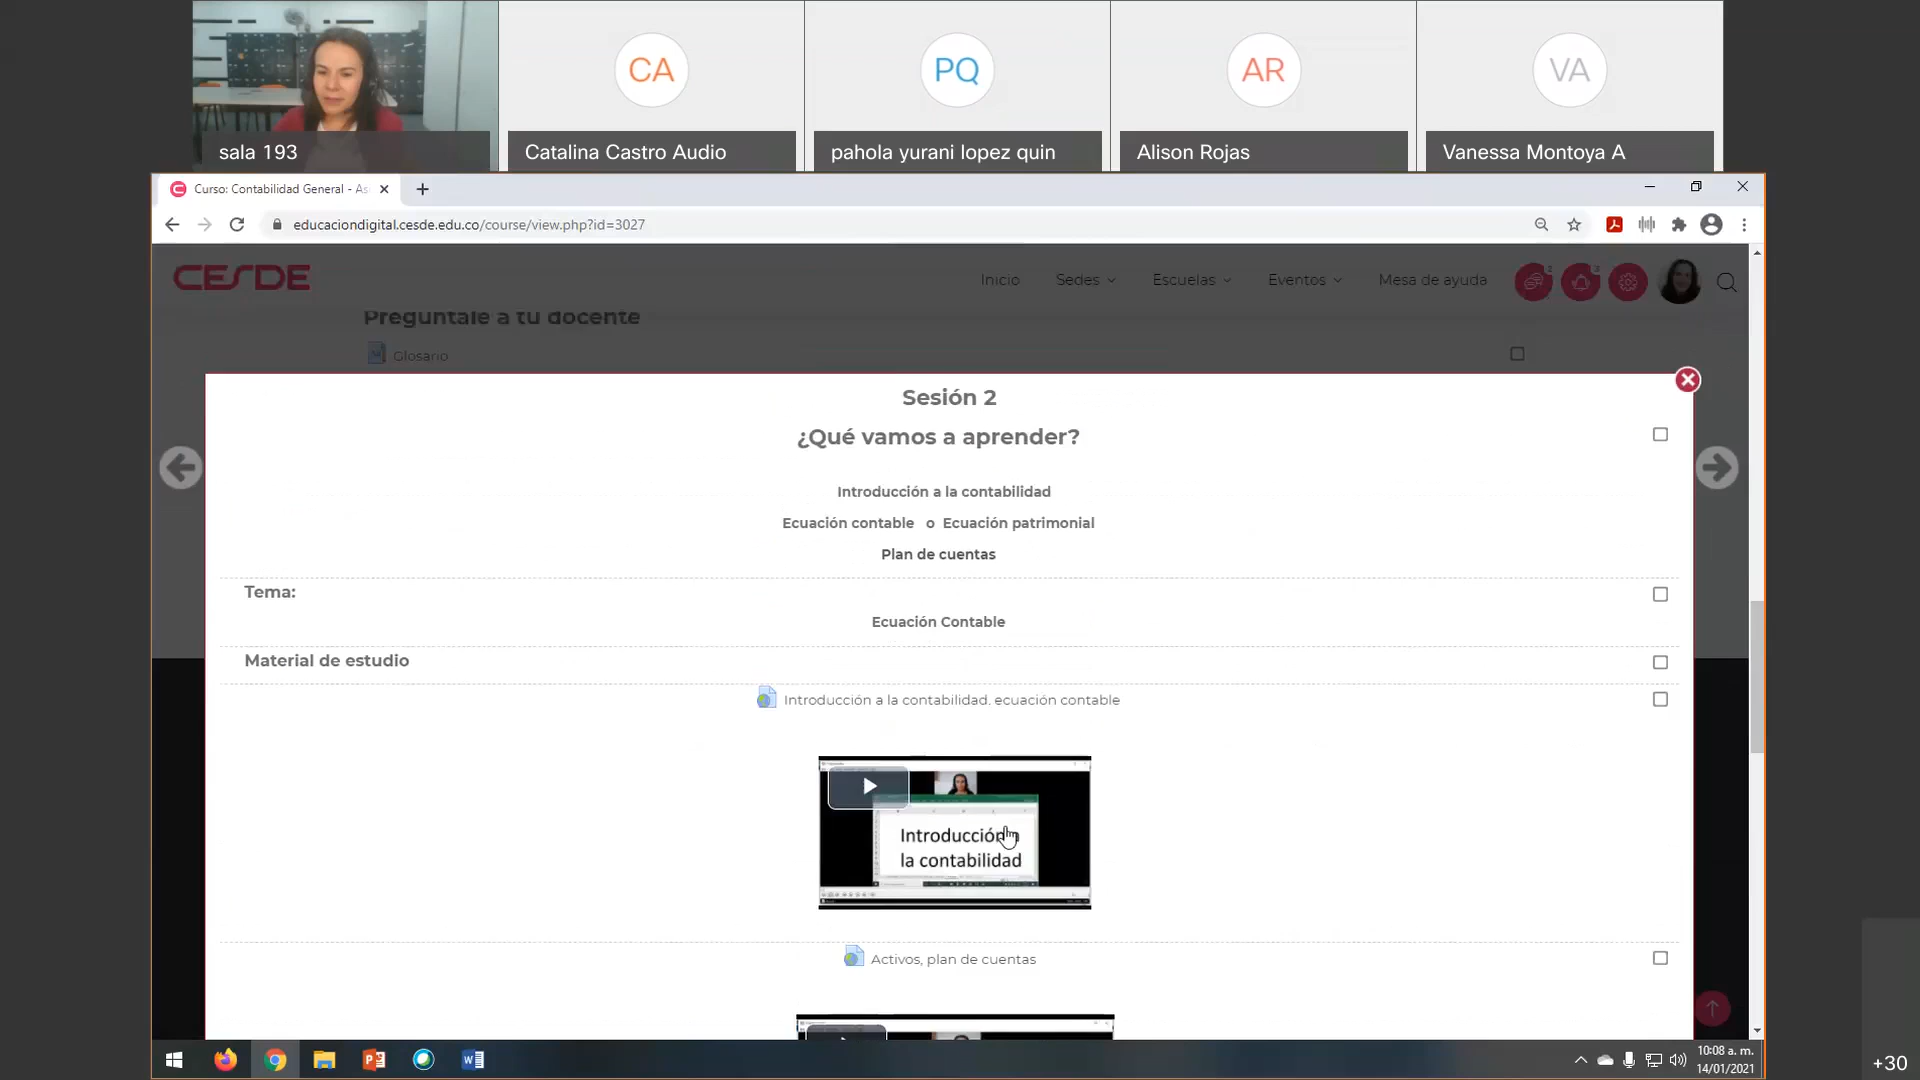 CA
PQ
AR
VA
sala 193
Catalina Castro Audio
pahola yurani lopez quin
Alison Rojas
Vanessa Montoya A
Curso: Contabilidad General - As
educaciondigital.cesde.edu.co/course/view.php?id=3027
CESDE
Inicio
Sedes
Escuelas
Eventos
Mesa de ayuda
Preguntale a tu docente
Glosario
Sesión 2
¿Qué vamos a aprender?
Introducción a la contabilidad
Ecuación contable o Ecuación patrimonial
Plan de cuentas
Tema:
Ecuación Contable
Material de estudio
Introducción a la contabilidad. ecuación contable
Introducción
la contabilidad
Activos, plan de cuentas
10:08 a. m.
14/01/2021
+30